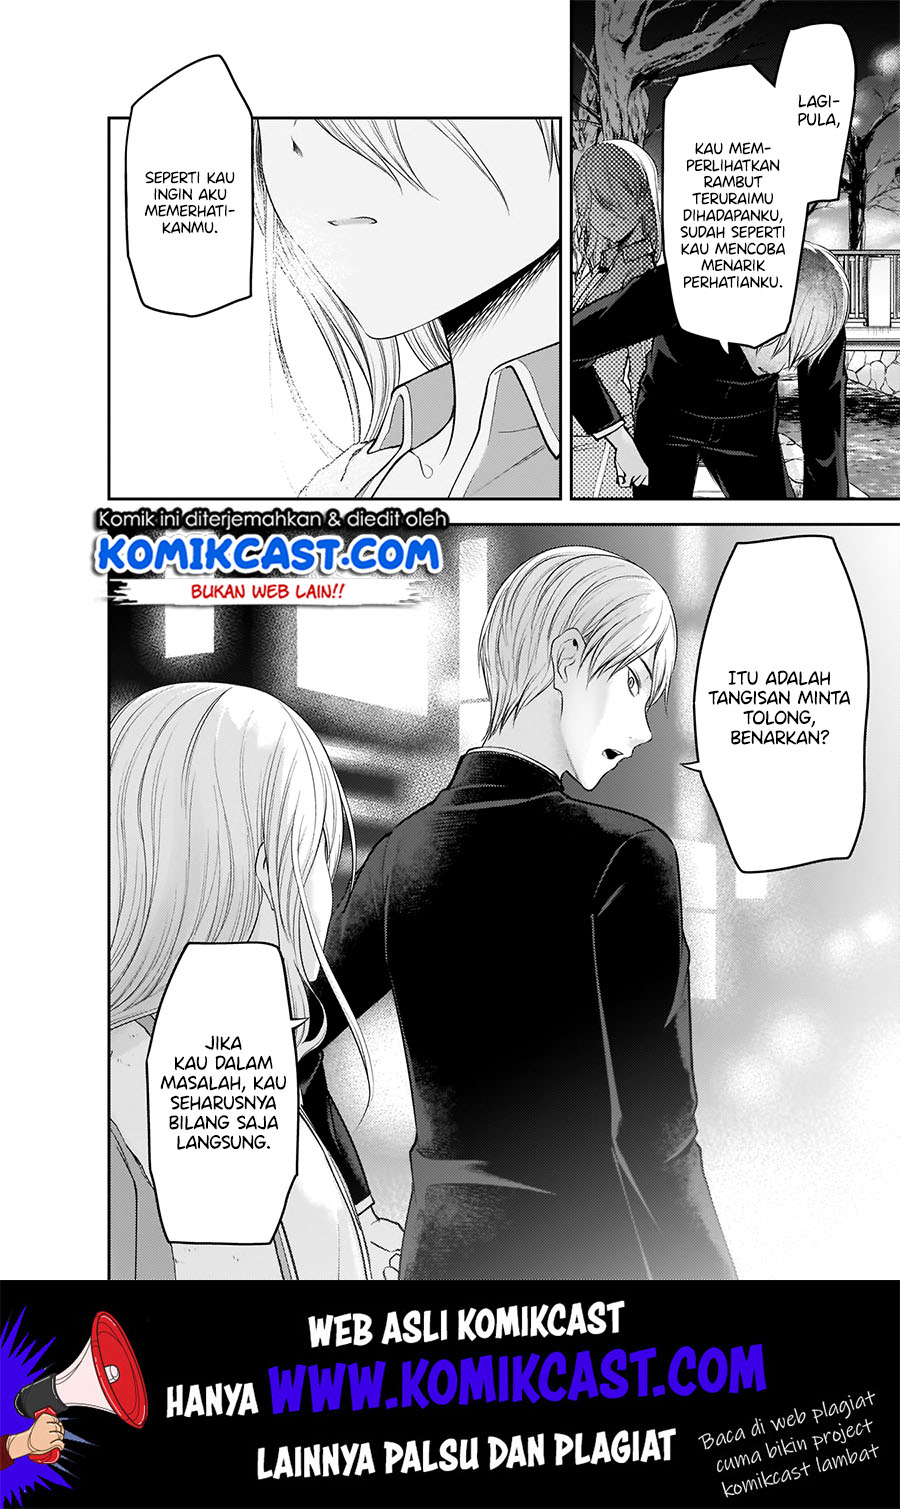 LAGI-
PULA,
KAU MEM-
PERLIHATKAN
RAMBUT
TERURAIMU
DIHADAPANKU,
SUDAH SEPERTI
KAU MENCOBA
MENARIK
PERHATIANKU.
SEPERTI KAU
INGIN AKU
MEMERHATI-
KANMU.
Komik ini diterjemahkan & diedit oleh
KOMIKCAST.COM
BUKAN WEB LAIN!!
ITU ADALAH
TANGISAN MINTA
TOLONG,
BENARKAN?
JIKA
KAU DALAM
MASALAH, KAU
SEHARUSNYA
BILANG SAJA
LANGSUNG.
WEB ASLI KOMIKCAST
HANYA WWW.KOMIKCAST.COM
LAINNYA PALSU DAN PLAGIAT
Baca di web plagiat
cuma bikin project
komikcast lambat